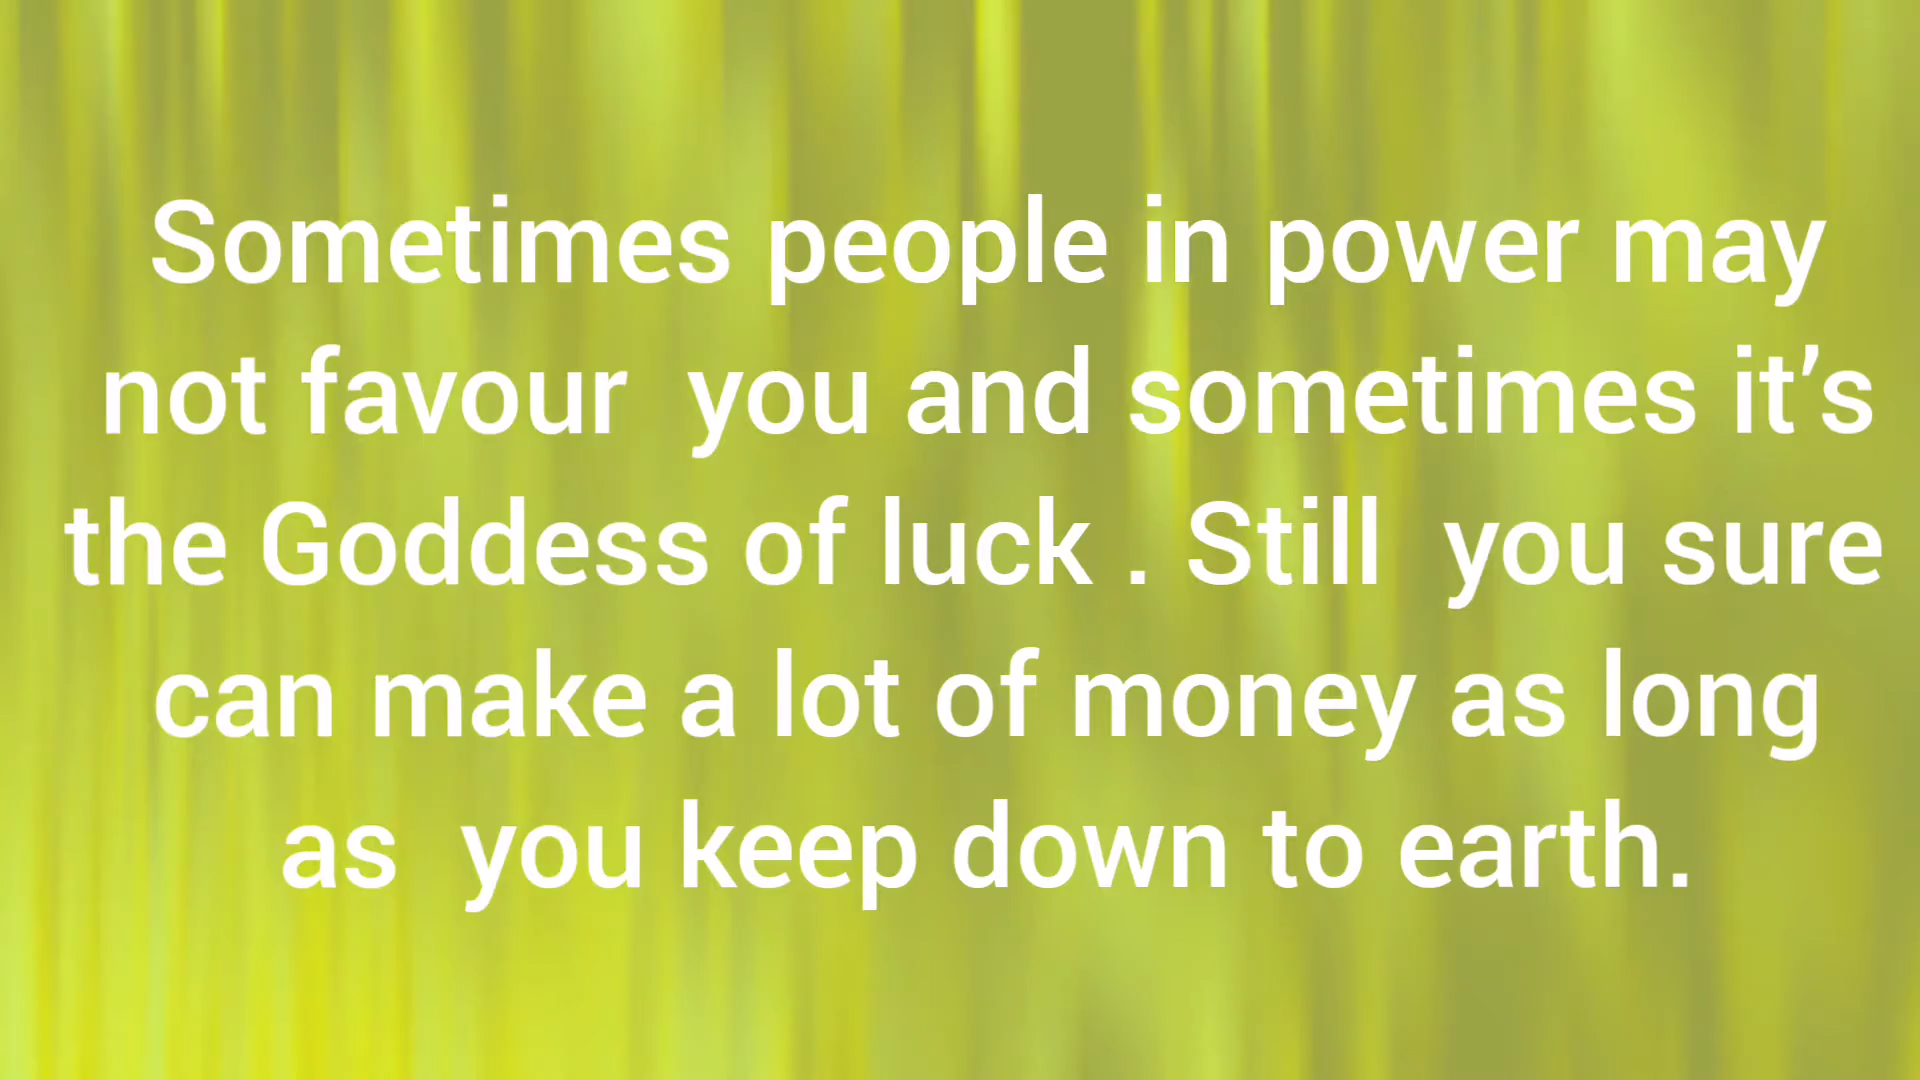 Sometimes people in power may
not favour  you and sometimes it's
the Goddess of luck . Still  you sure
can make a lot of money as long
as  you keep down to earth.